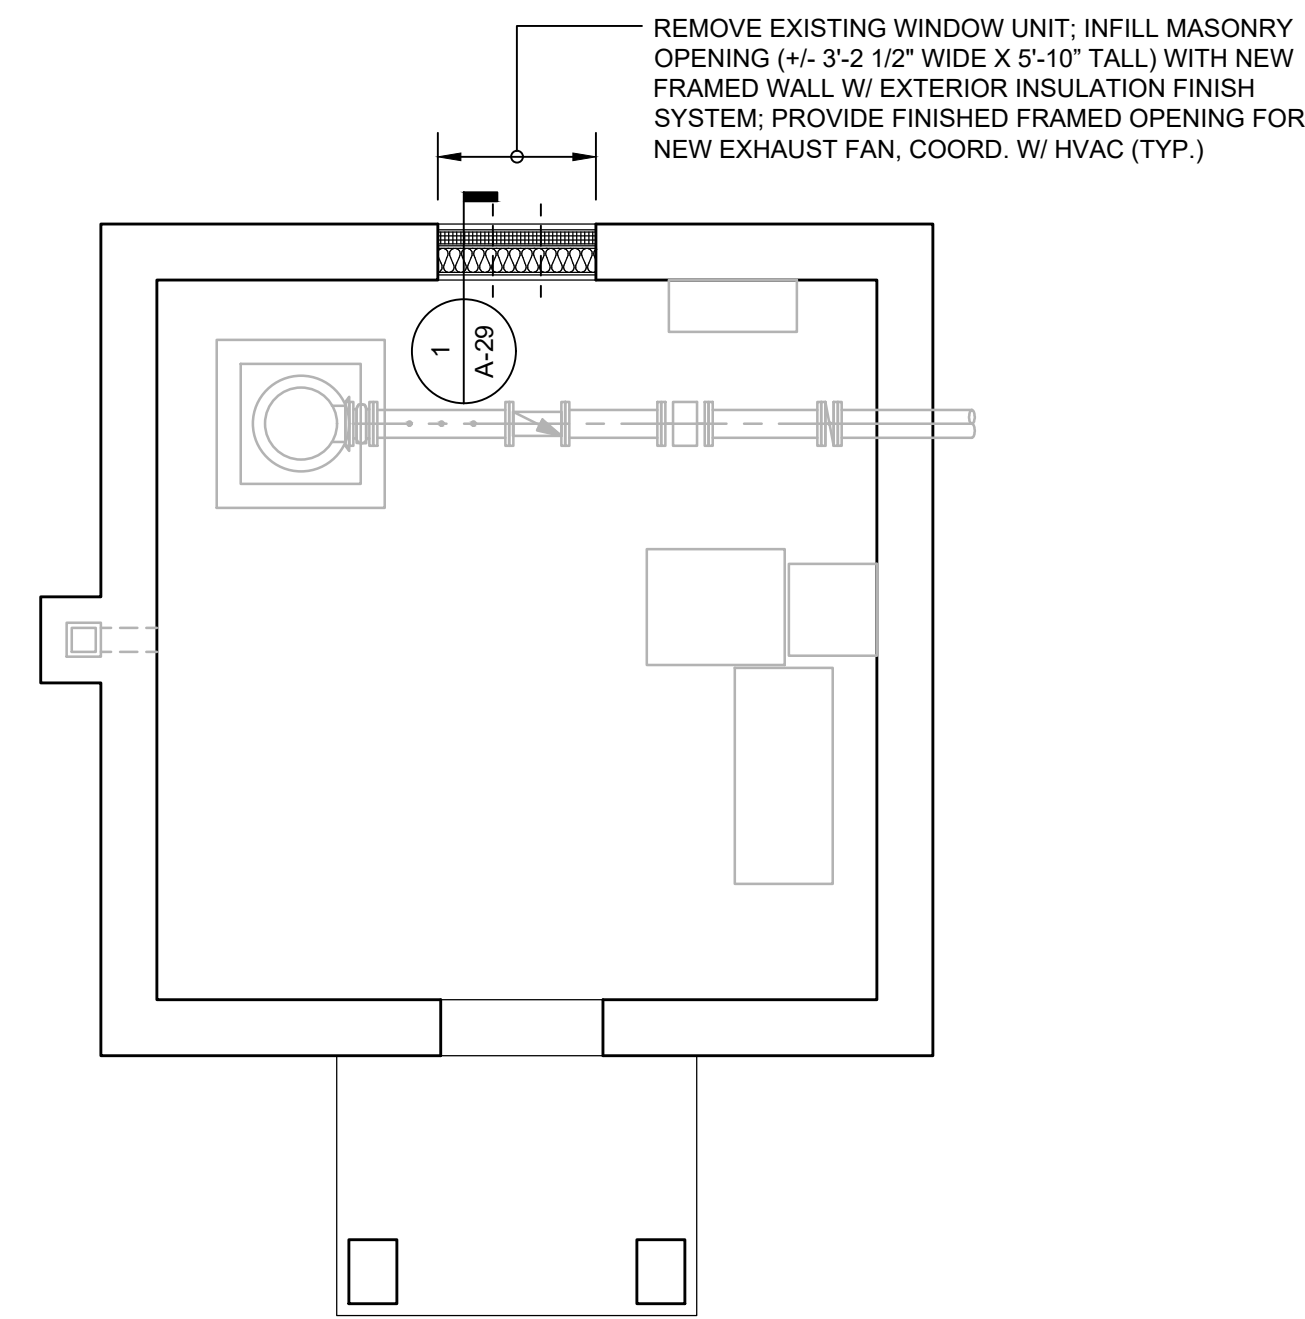 REMOVE EXISTING WINDOW UNIT; INFILL MASONRY
OPENING (+/- 3'-2 1/2" WIDE X 5'-10” TALL) WITH NEW
FRAMED WALL W/ EXTERIOR INSULATION FINISH
SYSTEM; PROVIDE FINISHED FRAMED OPENING FOR
NEW EXHAUST FAN, COORD. W/ HVAC (TYP.)
1
A-29